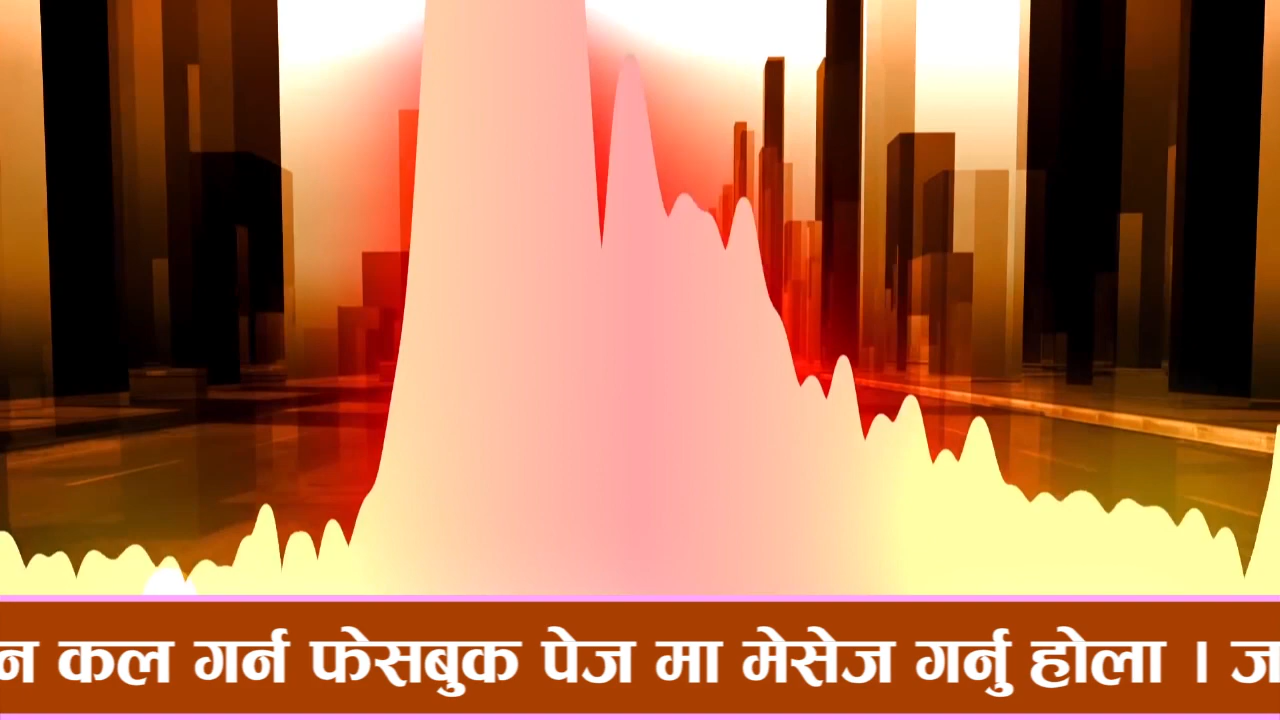 कल गर्न फेसबुक पेज मा मेसेज गर्नु होला ।